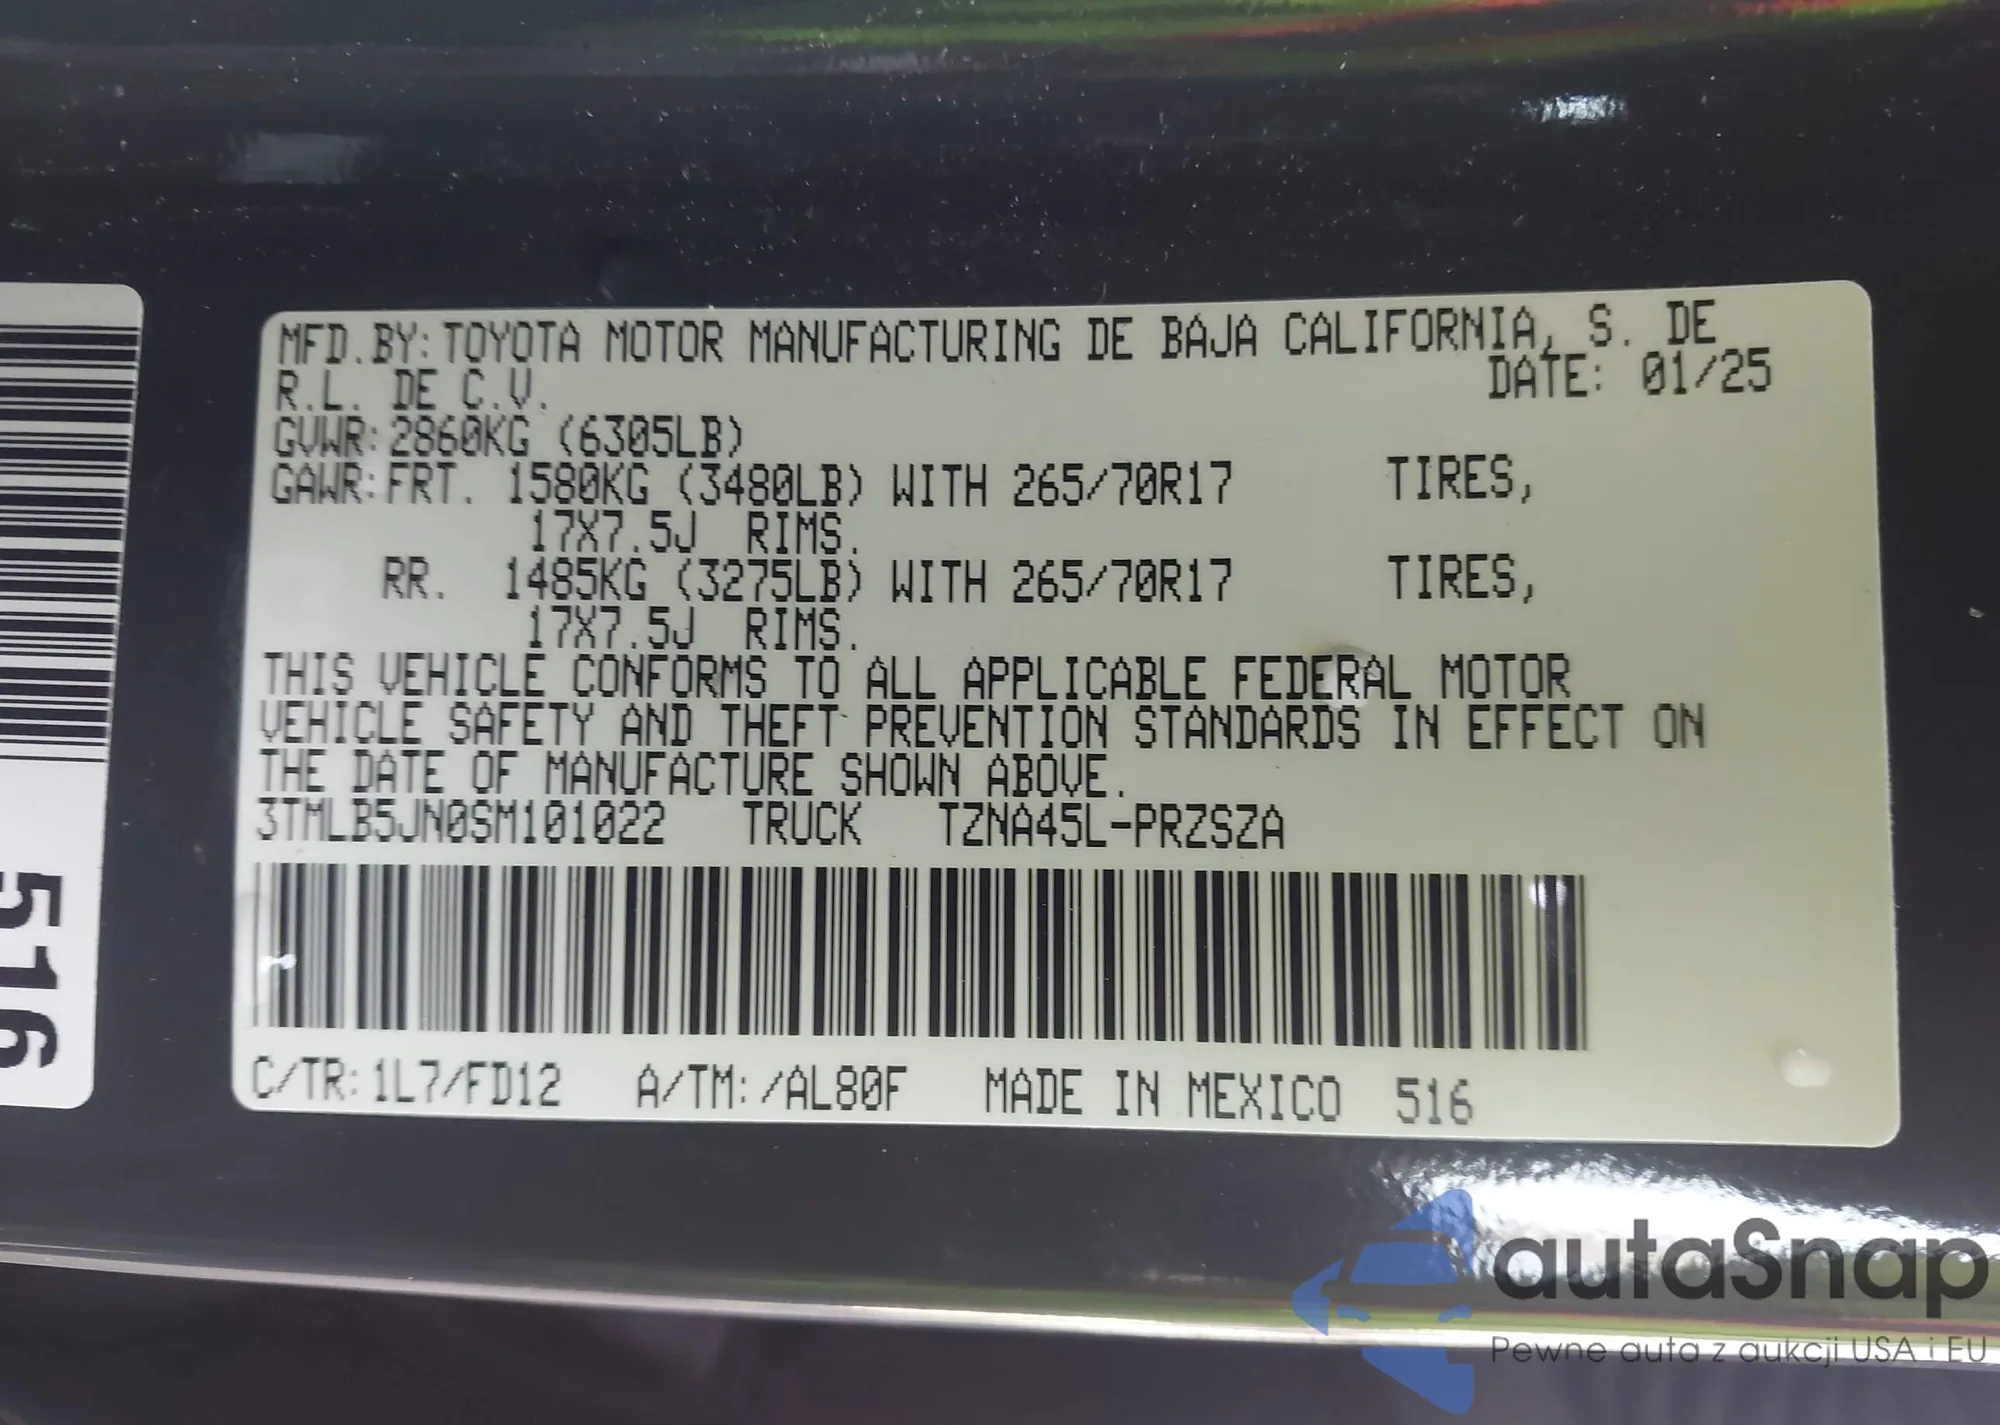 MFD.BY: TOYOTA MOTOR MANUFACTURING DE BAJA CALIFORNIA, S. DE
R.L. DE C.V. DATE: 01/25
GVWR: 2860KG (6305LB)
GAWR: FRT. 1580KG (3480LB) WITH 265/70R17 TIRES,
17X7.5J RIMS.
RR. 1485KG (3275LB) WITH 265/70R17 TIRES,
17X7.5J RIMS.
THIS VEHICLE CONFORMS TO ALL APPLICABLE FEDERAL MOTOR
VEHICLE SAFETY AND THEFT PREVENTION STANDARDS IN EFFECT ON
THE DATE OF MANUFACTURE SHOWN ABOVE.
3TMLB5JN0SM101022 TRUCK TZNA45L-PRZSZA
C/TR: 1L7/FD12 A/TM: /AL80F MADE IN MEXICO 516
516
autaSnap
Pewne auta z aukcji USA i EU